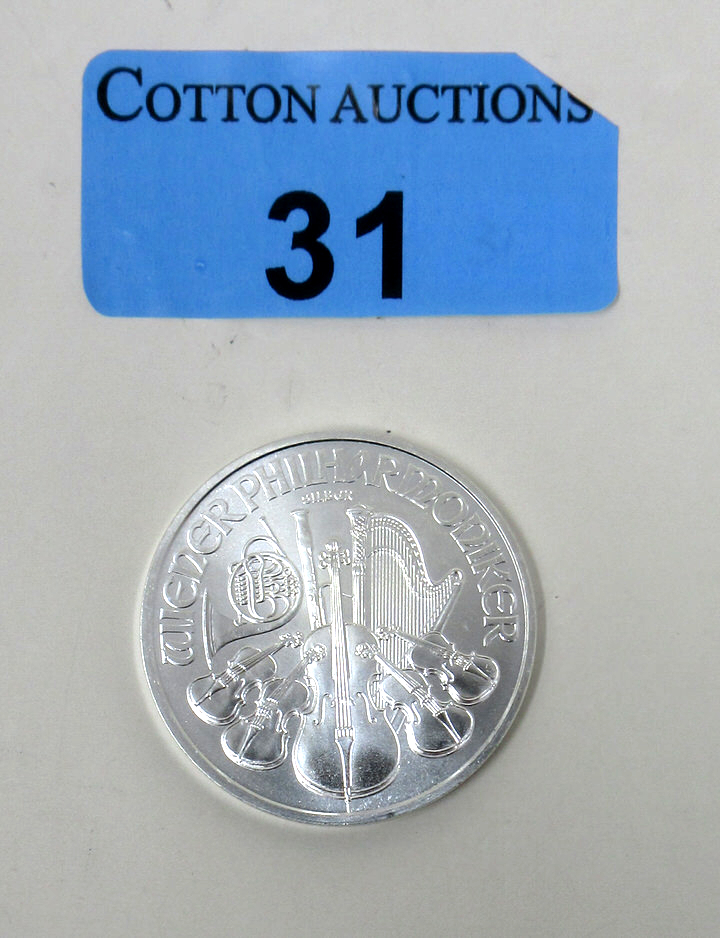 COTTON AUCTIONS
31
WIENER PHILHARMONIKER
SILBER